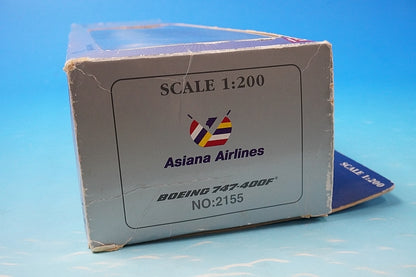 SCALE 1:200
Asiana Airlines
BOEING 747-400F
NO:2155
SCALE 1:200